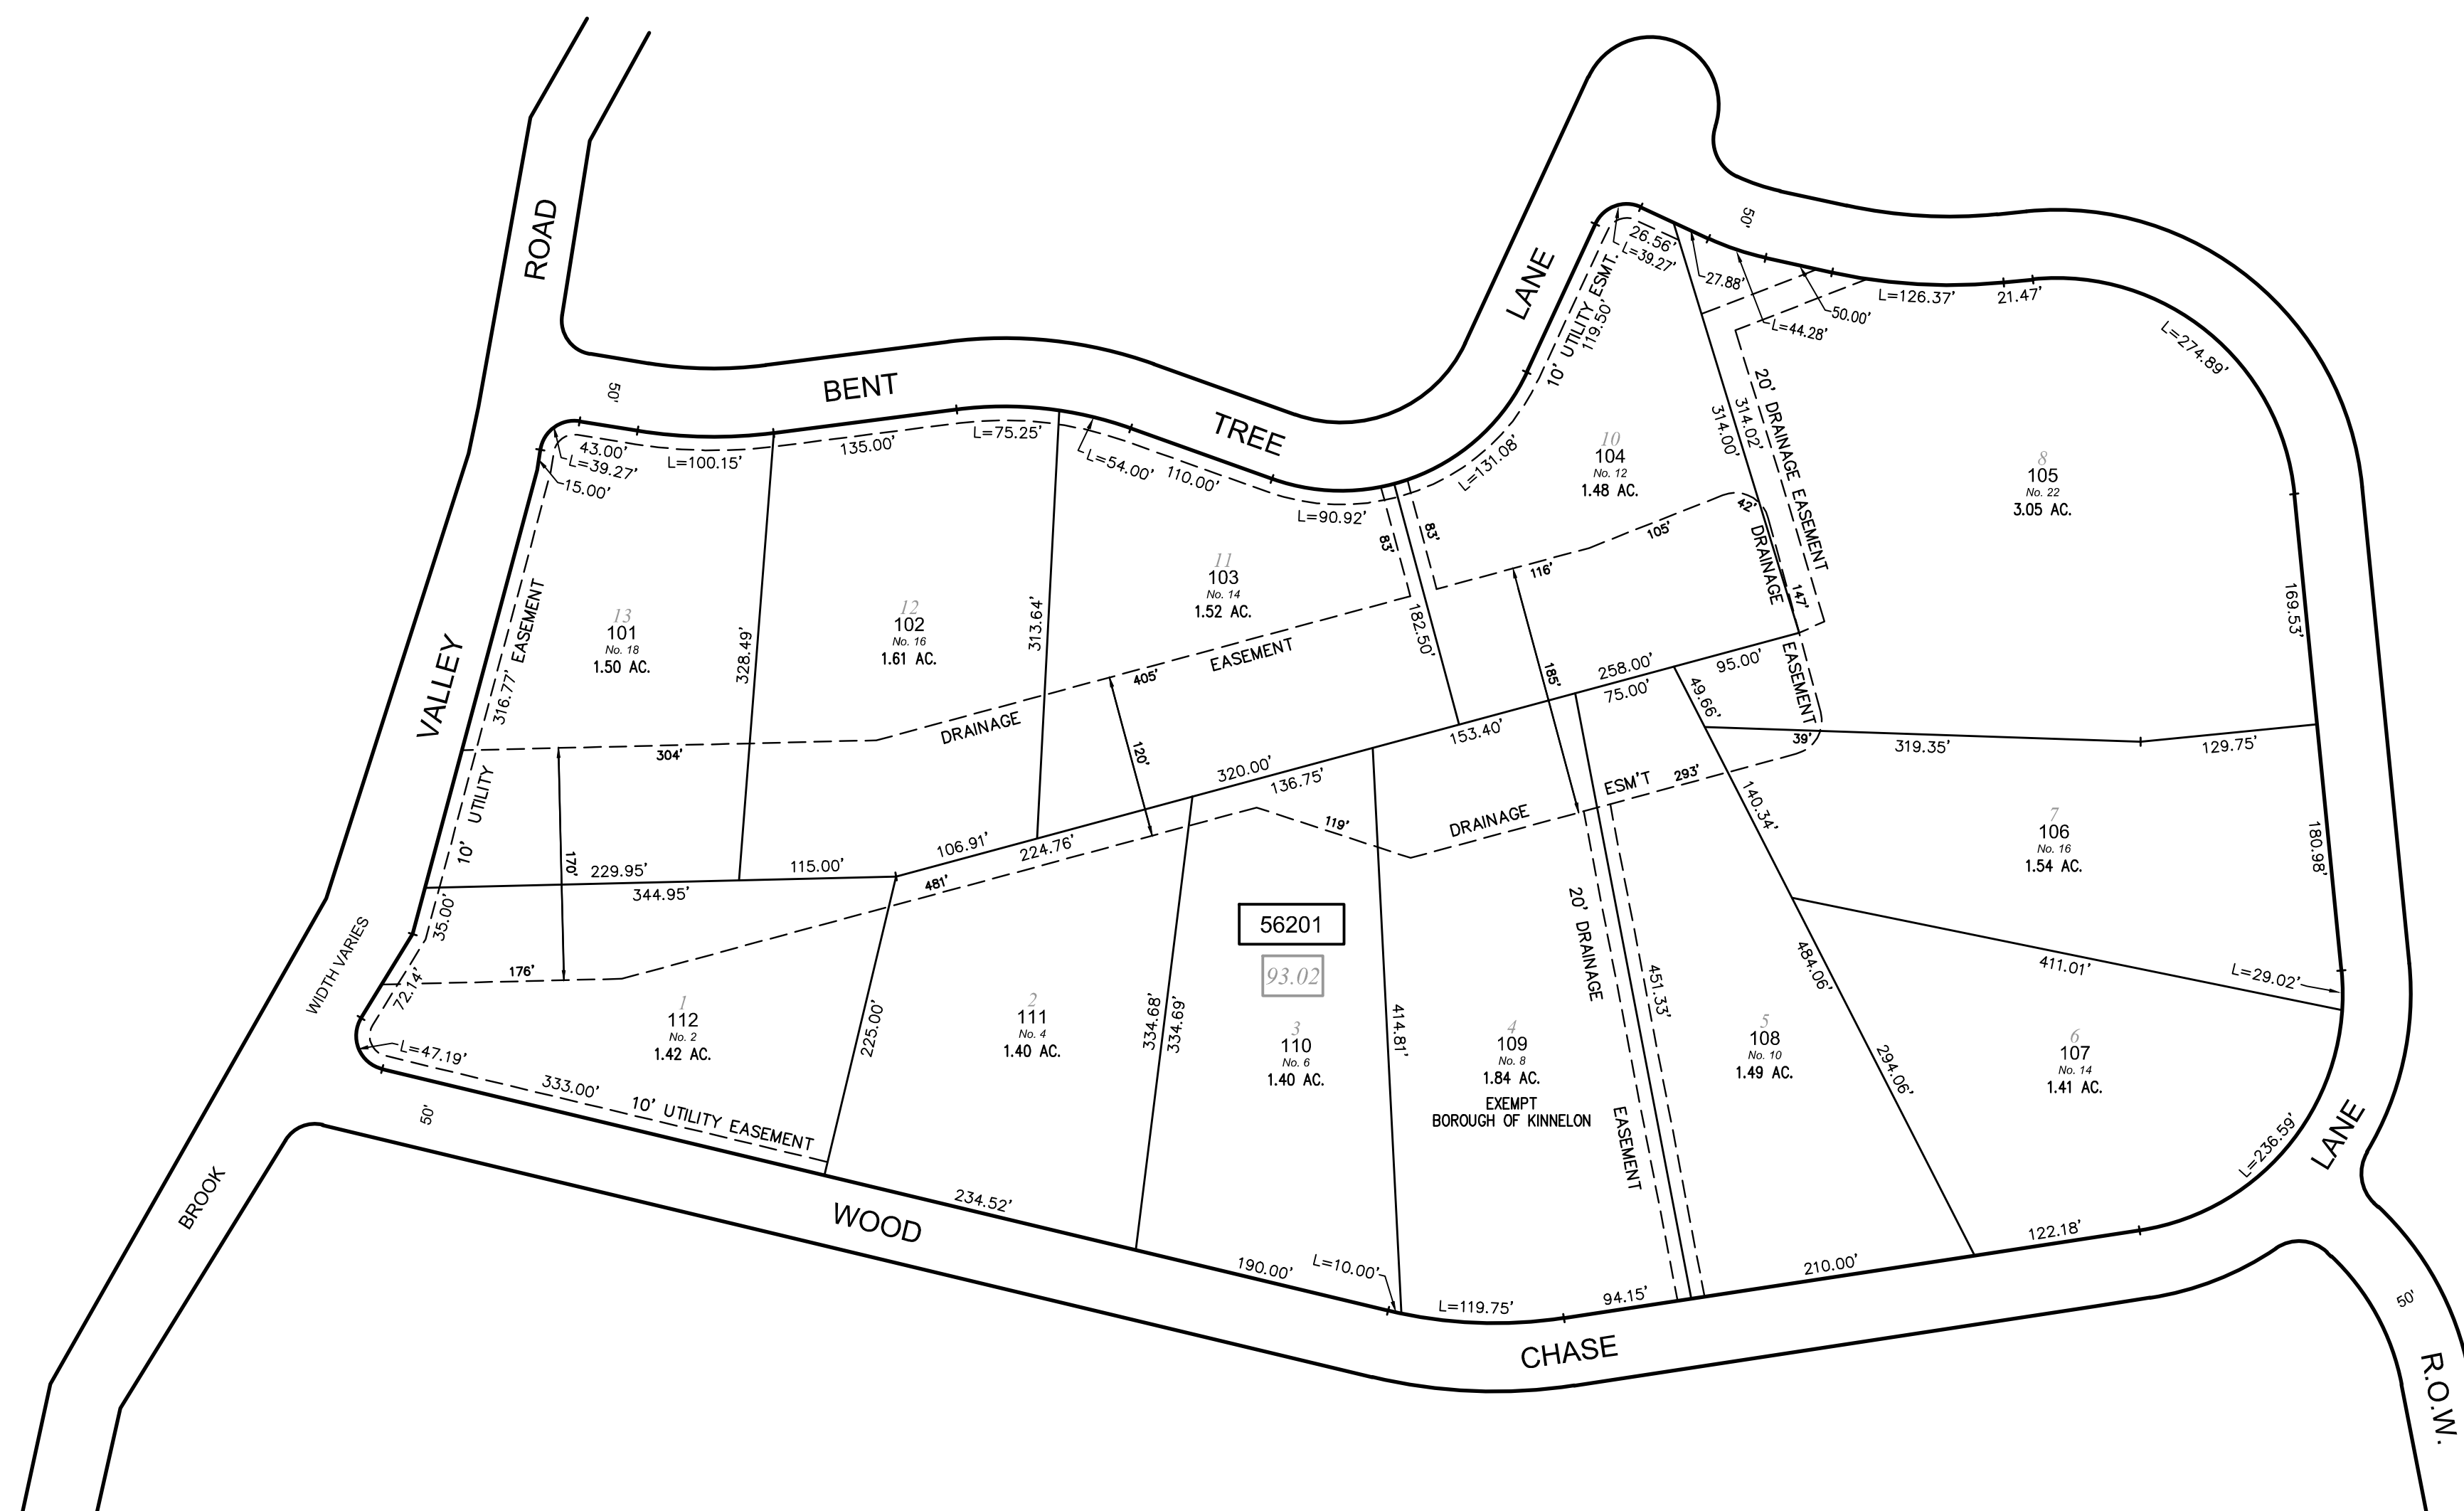 ROAD
VALLEY
BROOK
WIDTH VARIES
BENT
TREE
LANE
50'
50'
43.00'
L=39.27'
15.00'
L=100.15'
135.00'
L=75.25'
L=54.00'
110.00'
L=90.92'
L=131.08'
10' UTILITY ESMT.
119.50'
26.56'
L=39.27'
27.88'
L=44.28'
50.00'
L=126.37'
21.47'
L=274.89'
316.77'
10' UTILITY EASEMENT
13
101
No. 18
1.50 AC.
328.49'
12
102
No. 16
1.61 AC.
313.64'
11
103
No. 14
1.52 AC.
83'
83'
182.50'
10
104
No. 12
1.48 AC.
314.00'
314.02'
20' DRAINAGE EASEMENT
8
105
No. 22
3.05 AC.
169.53'
116'
105'
42'
147'
DRAINAGE EASEMENT
39'
304'
DRAINAGE EASEMENT
405'
120'
185'
170'
229.95'
115.00'
344.95'
106.91'
224.76'
320.00'
136.75'
153.40'
258.00'
75.00'
95.00'
49.66'
319.35'
129.75'
481'
119'
DRAINAGE ESM'T
293'
140.34'
7
106
No. 16
1.54 AC.
180.98'
35.00'
72.14'
176'
L=47.19'
333.00'
10' UTILITY EASEMENT
1
112
No. 2
1.42 AC.
225.00'
2
111
No. 4
1.40 AC.
334.68'
334.69'
56201
93.02
3
110
No. 6
1.40 AC.
414.81'
4
109
No. 8
1.84 AC.
EXEMPT
BOROUGH OF KINNELON
20' DRAINAGE EASEMENT
451.33'
5
108
No. 10
1.49 AC.
484.06'
294.06'
411.01'
L=29.02'
6
107
No. 14
1.41 AC.
L=236.59'
50'
234.52'
190.00'
L=10.00'
L=119.75'
94.15'
210.00'
122.18'
WOOD
CHASE
LANE
50'
R.O.W.